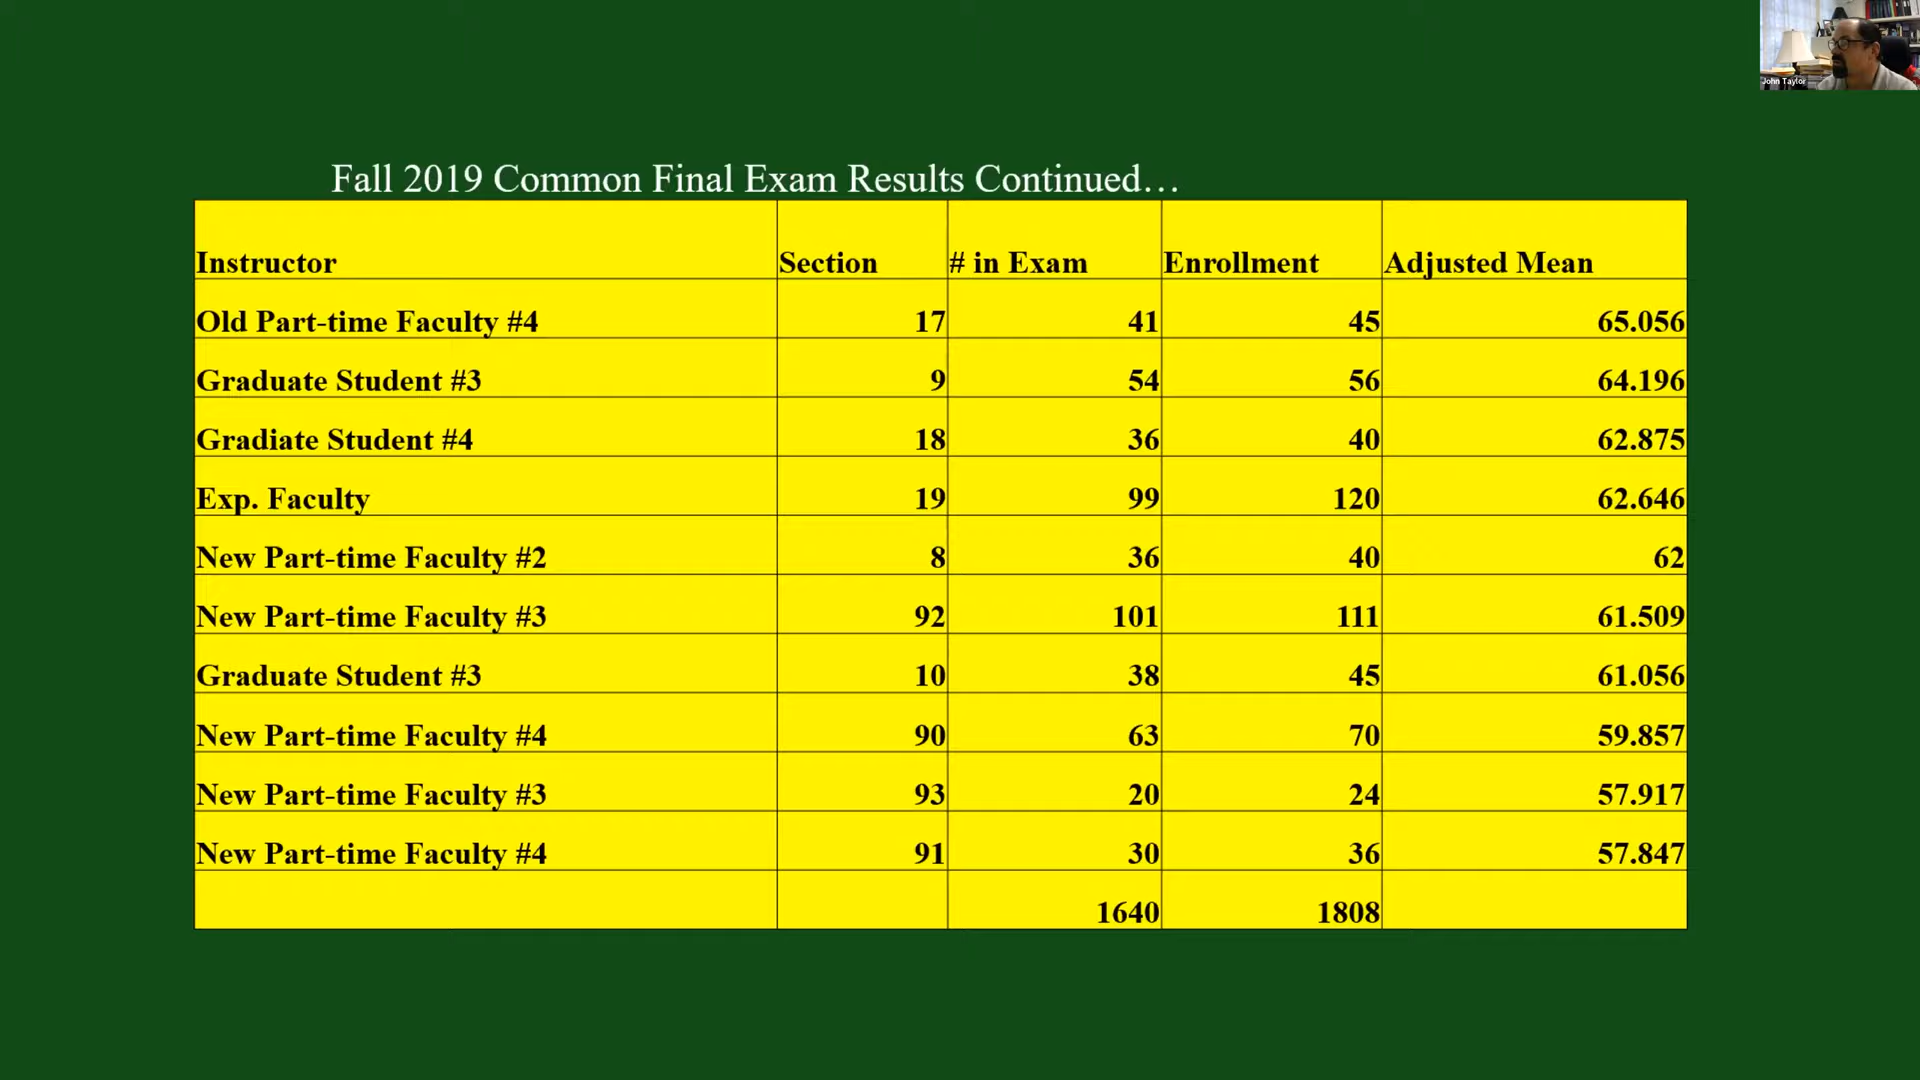 John Taylor
Fall 2019 Common Final Exam Results Continued…
Instructor Section # in Exam Enrollment Adjusted Mean
Old Part-time Faculty #4 17 41 45 65.056
Graduate Student #3 9 54 56 64.196
Gradiate Student #4 18 36 40 62.875
Exp. Faculty 19 99 120 62.646
New Part-time Faculty #2 8 36 40 62
New Part-time Faculty #3 92 101 111 61.509
Graduate Student #3 10 38 45 61.056
New Part-time Faculty #4 90 63 70 59.857
New Part-time Faculty #3 93 20 24 57.917
New Part-time Faculty #4 91 30 36 57.847
1640 1808